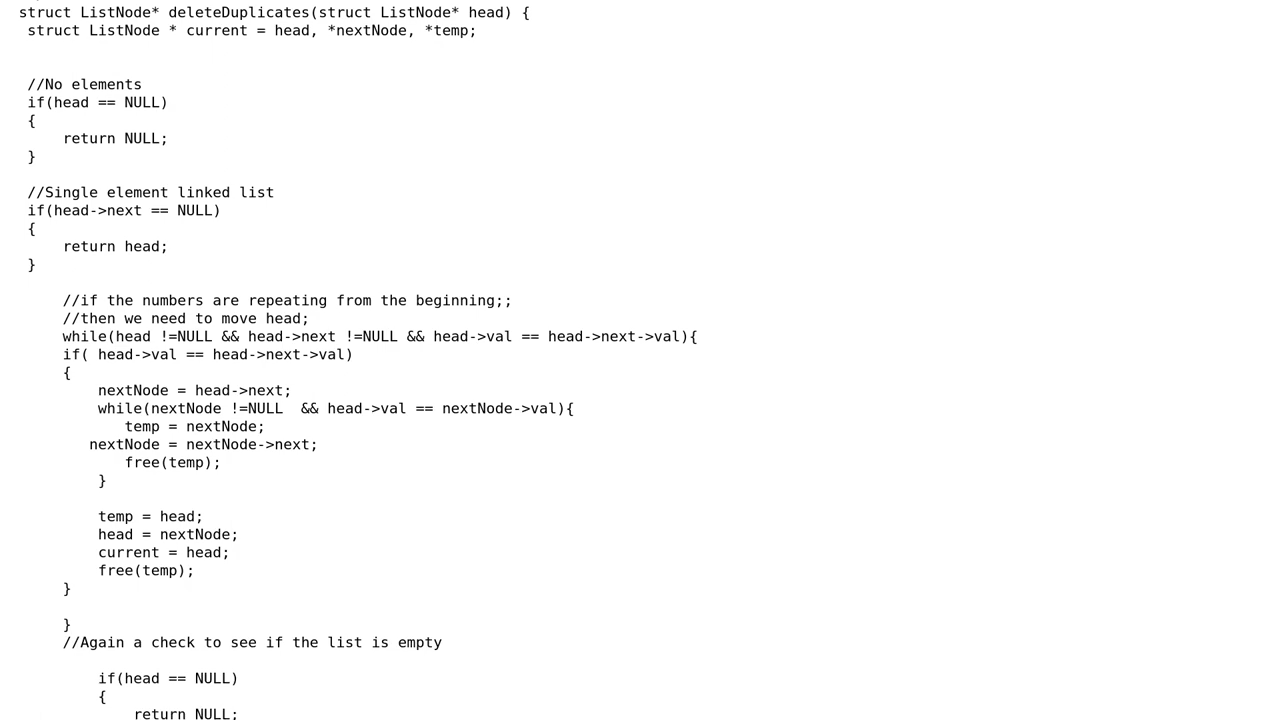 struct ListNode* deleteDuplicates(struct ListNode* head) {
struct ListNode * current = head, *nextNode, *temp;
//No elements
if(head == NULL)
{
return NULL;
}
//Single element linked list
if(head->next == NULL)
{
return head;
}
//if the numbers are repeating from the beginning;;
//then we need to move head;
while(head !=NULL && head->next !=NULL && head->val == head->next->val){
if( head->val == head->next->val)
{
nextNode = head->next;
while(nextNode !=NULL  && head->val == nextNode->val){
temp = nextNode;
nextNode = nextNode->next;
free(temp);
}
temp = head;
head = nextNode;
current = head;
free(temp);
}
}
//Again a check to see if the list is empty
if(head == NULL)
{
return NULL;